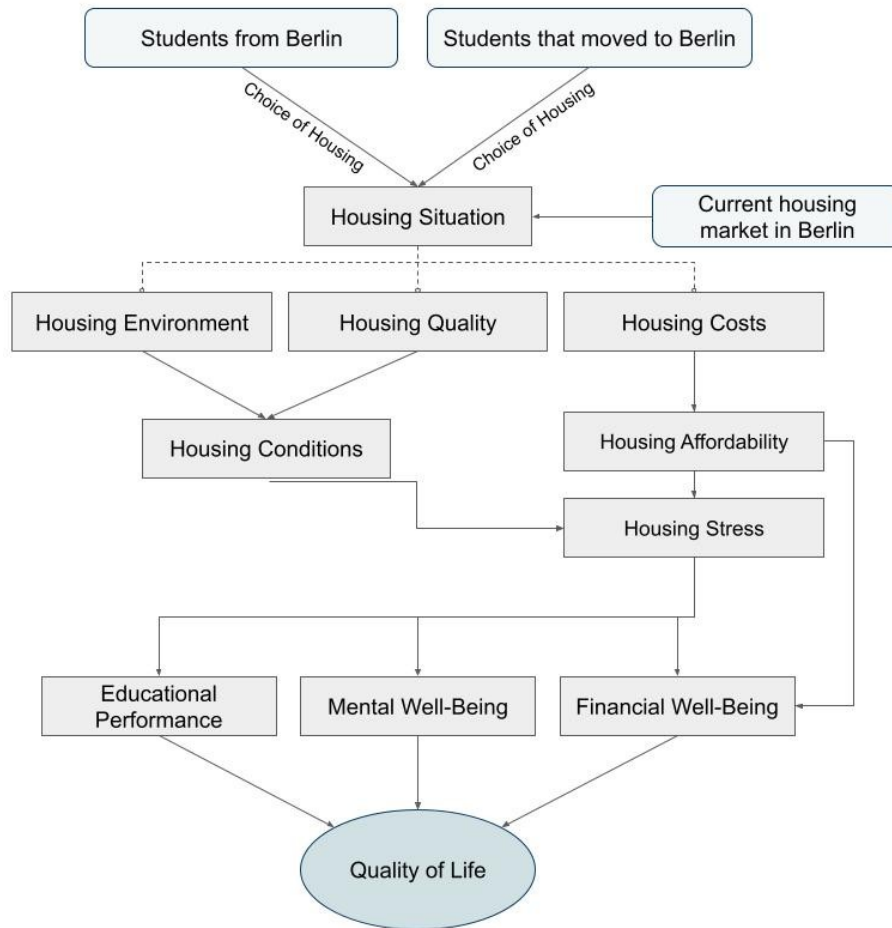 Students from Berlin
Students that moved to Berlin
Choice of Housing
Choice of Housing
Housing Situation
Current housing
market in Berlin
Housing Environment
Housing Quality
Housing Costs
Housing Conditions
Housing Affordability
Housing Stress
Educational
Performance
Mental Well-Being
Financial Well-Being
Quality of Life